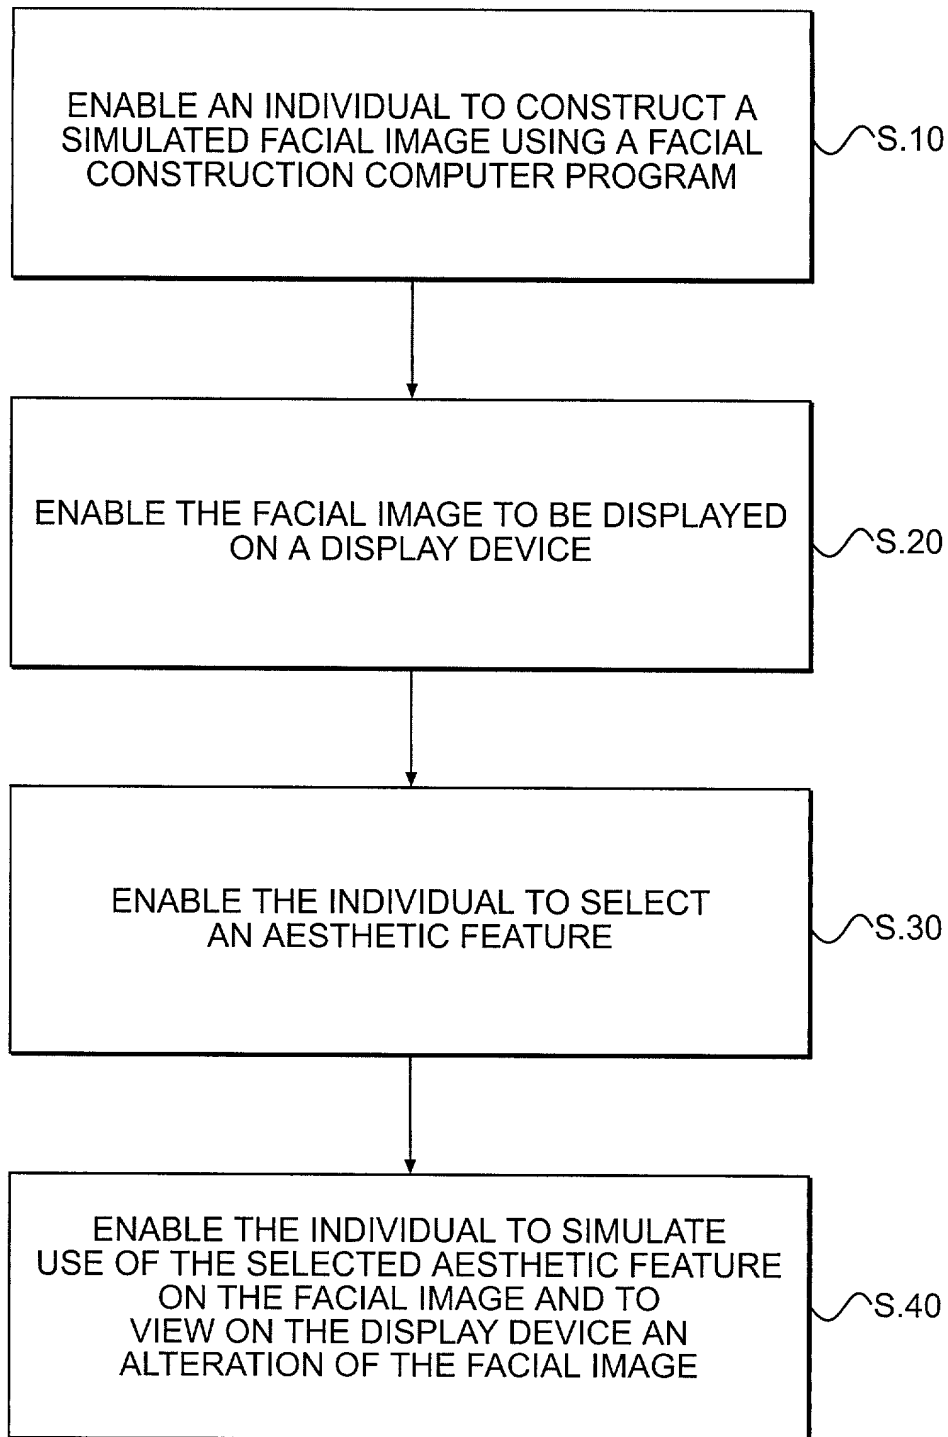 ENABLE AN INDIVIDUAL TO CONSTRUCT A
SIMULATED FACIAL IMAGE USING A FACIAL
CONSTRUCTION COMPUTER PROGRAM
S.10
ENABLE THE FACIAL IMAGE TO BE DISPLAYED
ON A DISPLAY DEVICE
S.20
ENABLE THE INDIVIDUAL TO SELECT
AN AESTHETIC FEATURE
S.30
ENABLE THE INDIVIDUAL TO SIMULATE
USE OF THE SELECTED AESTHETIC FEATURE
ON THE FACIAL IMAGE AND TO
VIEW ON THE DISPLAY DEVICE AN
ALTERATION OF THE FACIAL IMAGE
S.40